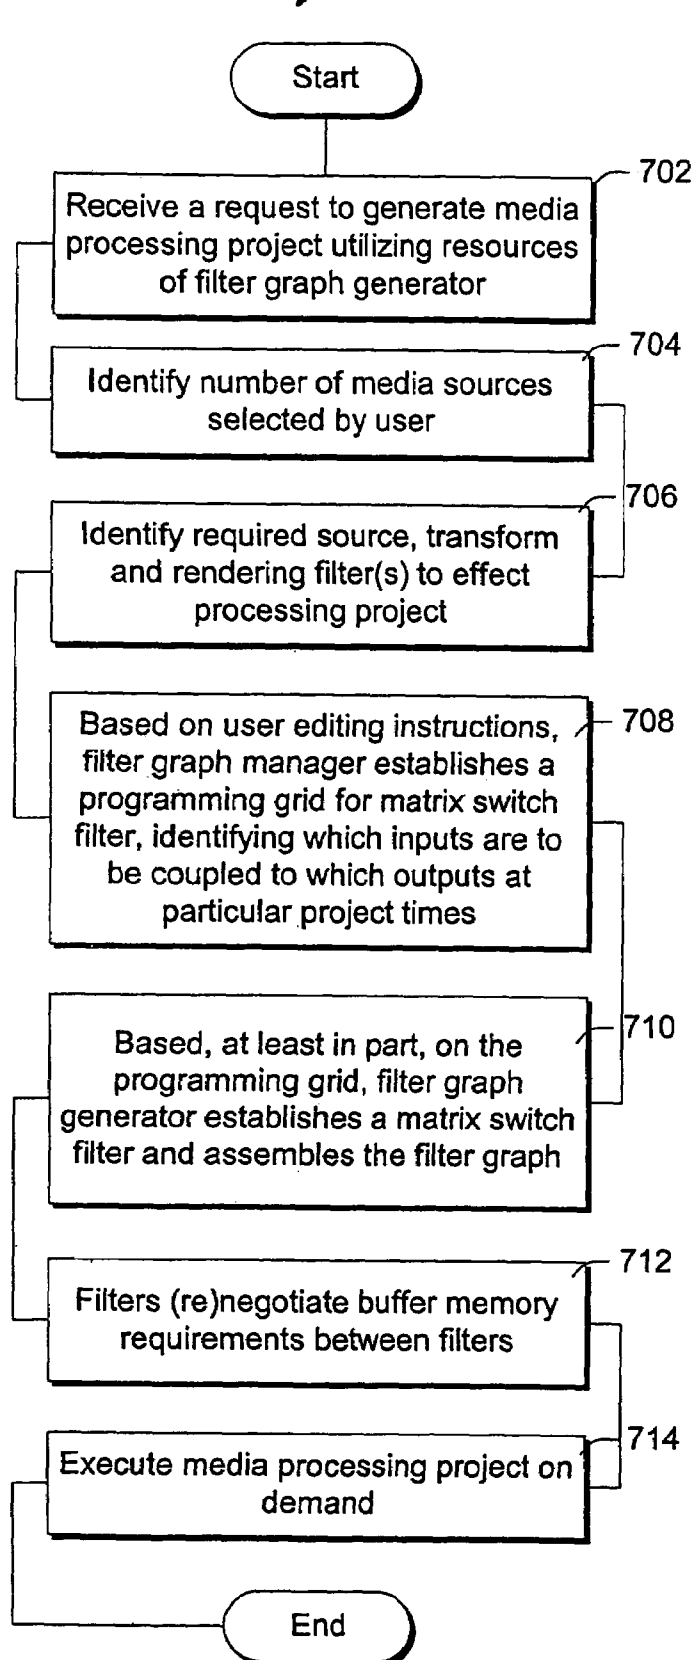 Start
702
Receive a request to generate media
processing project utilizing resources
of filter graph generator
704
Identify number of media sources
selected by user
706
Identify required source, transform
and rendering filter(s) to effect
processing project
708
Based on user editing instructions,
filter graph manager establishes a
programming grid for matrix switch
filter, identifying which inputs are to
be coupled to which outputs at
particular project times
710
Based, at least in part, on the
programming grid, filter graph
generator establishes a matrix switch
filter and assembles the filter graph
712
Filters (re)negotiate buffer memory
requirements between filters
714
Execute media processing project on
demand
End